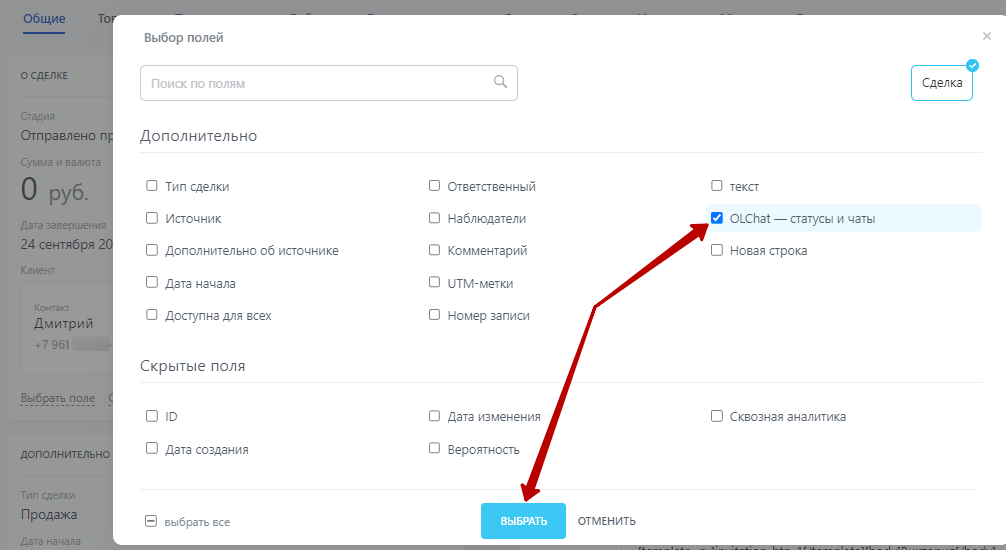 Общие
Выбор полей
О СДЕЛКЕ
Поиск по полям
Сделка
Стадия
Отправлено пр
Сумма и валюта
0 руб.
Дата завершения
24 сентября 20
Клиент
Контакт
Дмитрий
+7 961
Выбрать поле
ДОПОЛНИТЕЛЬНО
Тип сделки
Продажа
Дата начала
Дополнительно
Тип сделки
Ответственный
текст
Источник
Наблюдатели
OLChat — статусы и чаты
Дополнительно об источнике
Комментарий
Новая строка
Дата начала
UTM-метки
Доступна для всех
Номер записи
Скрытые поля
ID
Дата изменения
Сквозная аналитика
Дата создания
Вероятность
выбрать все
ВЫБРАТЬ
ОТМЕНИТЬ